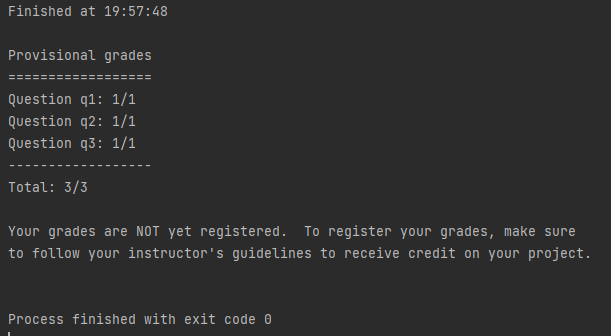 Finished at 19:57:48
Provisional grades
==================
Question q1: 1/1
Question q2: 1/1
Question q3: 1/1
------------------
Total: 3/3
Your grades are NOT yet registered.  To register your grades, make sure
to follow your instructor's guidelines to receive credit on your project.
Process finished with exit code 0